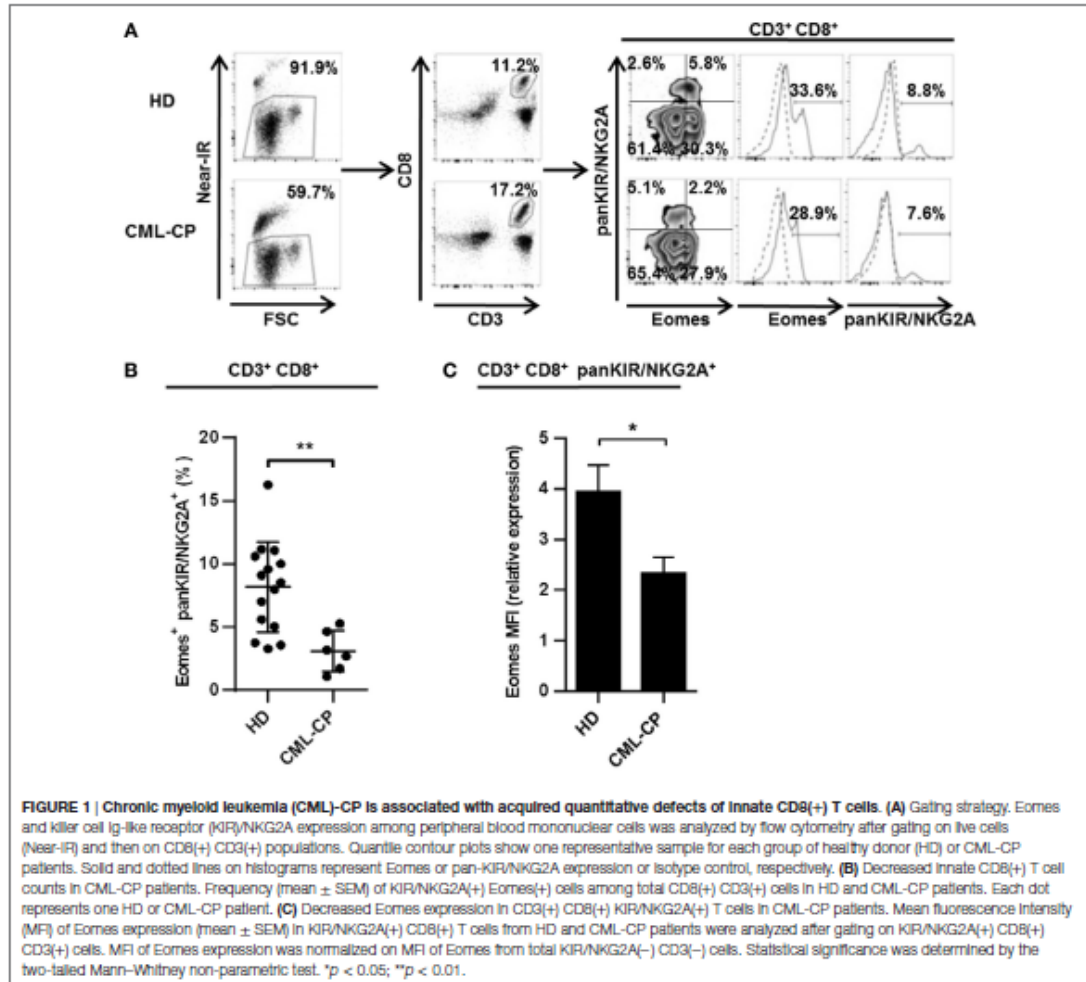 A
CD3+ CD8+
HD
Near-IR
91.9%
CD8
11.2%
panKIR/NKG2A
2.6% 5.8%
61.4% 30.3%
33.6%
8.8%
CML-CP
59.7%
17.2%
5.1% 2.2%
65.4% 27.9%
28.9%
7.6%
FSC
CD3
Eomes
Eomes
panKIR/NKG2A
B
CD3+ CD8+
Eomes+ panKIR/NKG2A+ (%)
20
15
10
5
0
**
HD
CML-CP
C
CD3+ CD8+ panKIR/NKG2A+
Eomes MFI (relative expression)
5
4
3
2
1
0
*
HD
CML-CP
FIGURE 1 | Chronic myeloid leukemia (CML)-CP is associated with acquired quantitative defects of innate CD8(+) T cells. (A) Gating strategy. Eomes
and killer cell Ig-like receptor (KIR)/NKG2A expression among peripheral blood mononuclear cells was analyzed by flow cytometry after gating on live cells
(Near-IR) and then on CD8(+) CD3(+) populations. Quantile contour plots show one representative sample for each group of healthy donor (HD) or CML-CP
patients. Solid and dotted lines on histograms represent Eomes or pan-KIR/NKG2A expression or isotype control, respectively. (B) Decreased innate CD8(+) T cell
counts in CML-CP patients. Frequency (mean ± SEM) of KIR/NKG2A(+) Eomes(+) cells among total CD8(+) CD3(+) cells in HD and CML-CP patients. Each dot
represents one HD or CML-CP patient. (C) Decreased Eomes expression in CD3(+) CD8(+) KIR/NKG2A(+) T cells in CML-CP patients. Mean fluorescence intensity
(MFI) of Eomes expression (mean ± SEM) in KIR/NKG2A(+) CD8(+) T cells from HD and CML-CP patients were analyzed after gating on KIR/NKG2A(+) CD8(+)
CD3(+) cells. MFI of Eomes expression was normalized on MFI of Eomes from total KIR/NKG2A(−) CD3(−) cells. Statistical significance was determined by the
two-tailed Mann–Whitney non-parametric test. *p < 0.05; **p < 0.01.